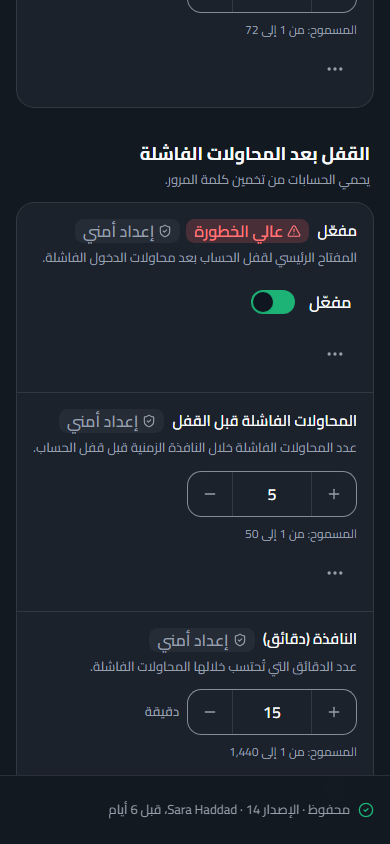 المسموح: من 1 إلى 72
...
القفل بعد المحاولات الفاشلة
يحمي الحسابات من تخمين كلمة المرور.
مفعّل عالي الخطورة إعداد أمني
المفتاح الرئيسي لقفل الحساب بعد محاولات الدخول الفاشلة.
مفعّل
...
المحاولات الفاشلة قبل القفل إعداد أمني
عدد المحاولات الفاشلة خلال النافذة الزمنية قبل قفل الحساب.
+ 5 −
المسموح: من 1 إلى 50
...
النافذة (دقائق) إعداد أمني
عدد الدقائق التي تُحتسب خلالها المحاولات الفاشلة.
+ 15 − دقيقة
المسموح: من 1 إلى 1,440
محفوظ · الإصدار 14 · Sara Haddad، قبل 6 أيام